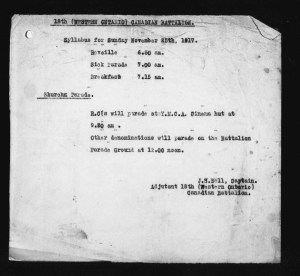 18th (WESTERN ONTARIO) CANADIAN BATTALION.
Syllabus for Sunday November 25th, 1917.
Reveille 6.30 am.
Sick Parade 7.00 am.
Breakfast 7.15 am.
Church Parade.
R.C's will parade at Y.M.C.A. Cinema hut at
9.30 am .
Other denominations will parade on the Battalion
Parade Ground at 12.00 noon.
Captain.
Adjutant 18th (Western Ontario)
Canadian Battalion.